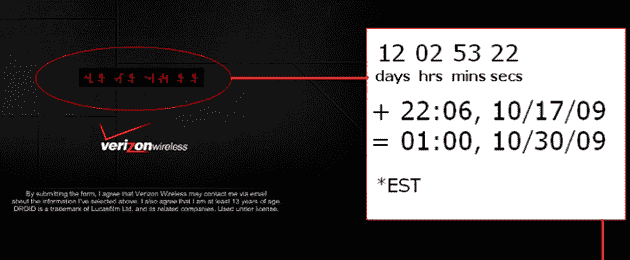 verizonwireless
By submitting the form, I agree that Verizon Wireless may contact me via email
about the information I've selected above. I also agree that I am at least 13 years of age.
DROID is a trademark of Lucasfilm Ltd. and its related companies. Used under license.
12 02 53 22
days hrs mins secs
+ 22:06, 10/17/09
= 01:00, 10/30/09
*EST